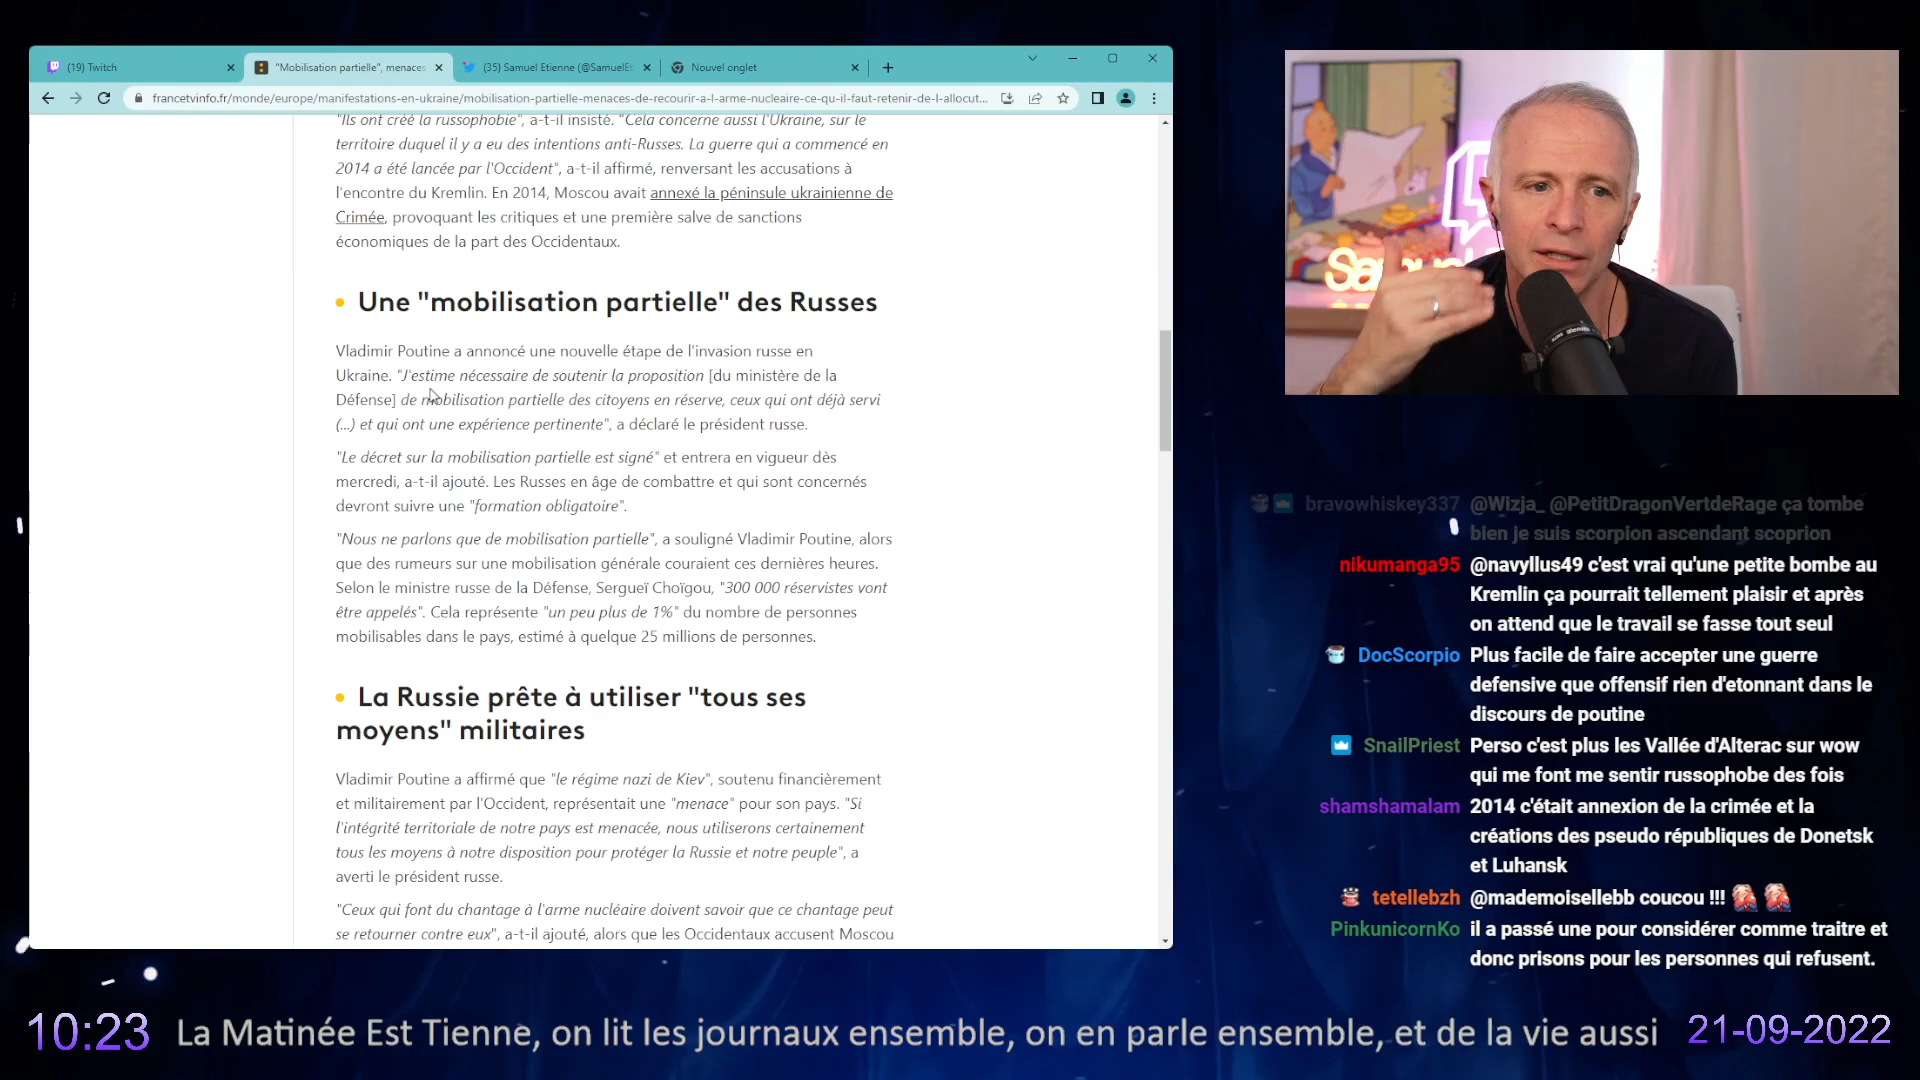 (19) Twitch
"Mobilisation partielle", menaces
(35) Samuel Etienne (@SamuelEt
Nouvel onglet
francetvinfo.fr/monde/europe/manifestations-en-ukraine/mobilisation-partielle-menaces-de-recourir-a-l-arme-nucleaire-ce-qu-il-faut-retenir-de-l-allocut...
"Ils ont créé la russophobie", a-t-il insisté. "Cela concerne aussi l'Ukraine, sur le
territoire duquel il y a eu des intentions anti-Russes. La guerre qui a commencé en
2014 a été lancée par l'Occident", a-t-il affirmé, renversant les accusations à
l'encontre du Kremlin. En 2014, Moscou avait annexé la péninsule ukrainienne de
Crimée, provoquant les critiques et une première salve de sanctions
économiques de la part des Occidentaux.
• Une "mobilisation partielle" des Russes
Vladimir Poutine a annoncé une nouvelle étape de l'invasion russe en
Ukraine. "J'estime nécessaire de soutenir la proposition [du ministère de la
Défense] de mobilisation partielle des citoyens en réserve, ceux qui ont déjà servi
(...) et qui ont une expérience pertinente", a déclaré le président russe.
"Le décret sur la mobilisation partielle est signé" et entrera en vigueur dès
mercredi, a-t-il ajouté. Les Russes en âge de combattre et qui sont concernés
devront suivre une "formation obligatoire".
"Nous ne parlons que de mobilisation partielle", a souligné Vladimir Poutine, alors
que des rumeurs sur une mobilisation générale couraient ces dernières heures.
Selon le ministre russe de la Défense, Sergueï Choïgou, "300 000 réservistes vont
être appelés". Cela représente "un peu plus de 1%" du nombre de personnes
mobilisables dans le pays, estimé à quelque 25 millions de personnes.
• La Russie prête à utiliser "tous ses
moyens" militaires
Vladimir Poutine a affirmé que "le régime nazi de Kiev", soutenu financièrement
et militairement par l'Occident, représentait une "menace" pour son pays. "Si
l'intégrité territoriale de notre pays est menacée, nous utiliserons certainement
tous les moyens à notre disposition pour protéger la Russie et notre peuple", a
averti le président russe.
"Ceux qui font du chantage à l'arme nucléaire doivent savoir que ce chantage peut
se retourner contre eux", a-t-il ajouté, alors que les Occidentaux accusent Moscou
bravowhiskey337 @Wizja_ @PetitDragonVertdeRage ça tombe
bien je suis scorpion ascendant scoprion
nikumanga95 @navyllus49 c'est vrai qu'une petite bombe au
Kremlin ça pourrait tellement plaisir et après
on attend que le travail se fasse tout seul
DocScorpio Plus facile de faire accepter une guerre
defensive que offensif rien d'etonnant dans le
discours de poutine
SnailPriest Perso c'est plus les Vallée d'Alterac sur wow
qui me font me sentir russophobe des fois
shamshamalam 2014 c'était annexion de la crimée et la
créations des pseudo républiques de Donetsk
et Luhansk
tetellebzh @mademoisellebb coucou !!!
PinkunicornKo il a passé une pour considérer comme traitre et
donc prisons pour les personnes qui refusent.
10:23
La Matinée Est Tienne, on lit les journaux ensemble, on en parle ensemble, et de la vie aussi
21-09-2022